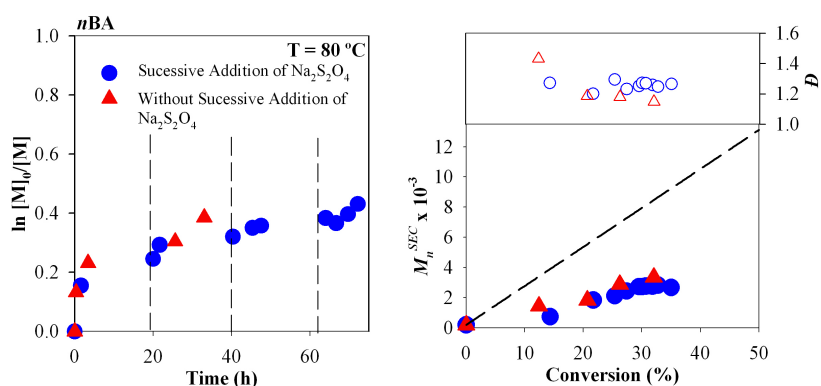 nBA
T = 80 ºC
Sucessive Addition of Na2S2O4
Without Sucessive Addition of
Na2S2O4
ln [M]0/[M]
1.0
0.8
0.6
0.4
0.2
0.0
0 20 40 60
Time (h)
1.6
1.4
1.2
1.0
Đ
12
10
8
6
4
2
0
Mn^SEC x 10^-3
0 10 20 30 40 50
Conversion (%)